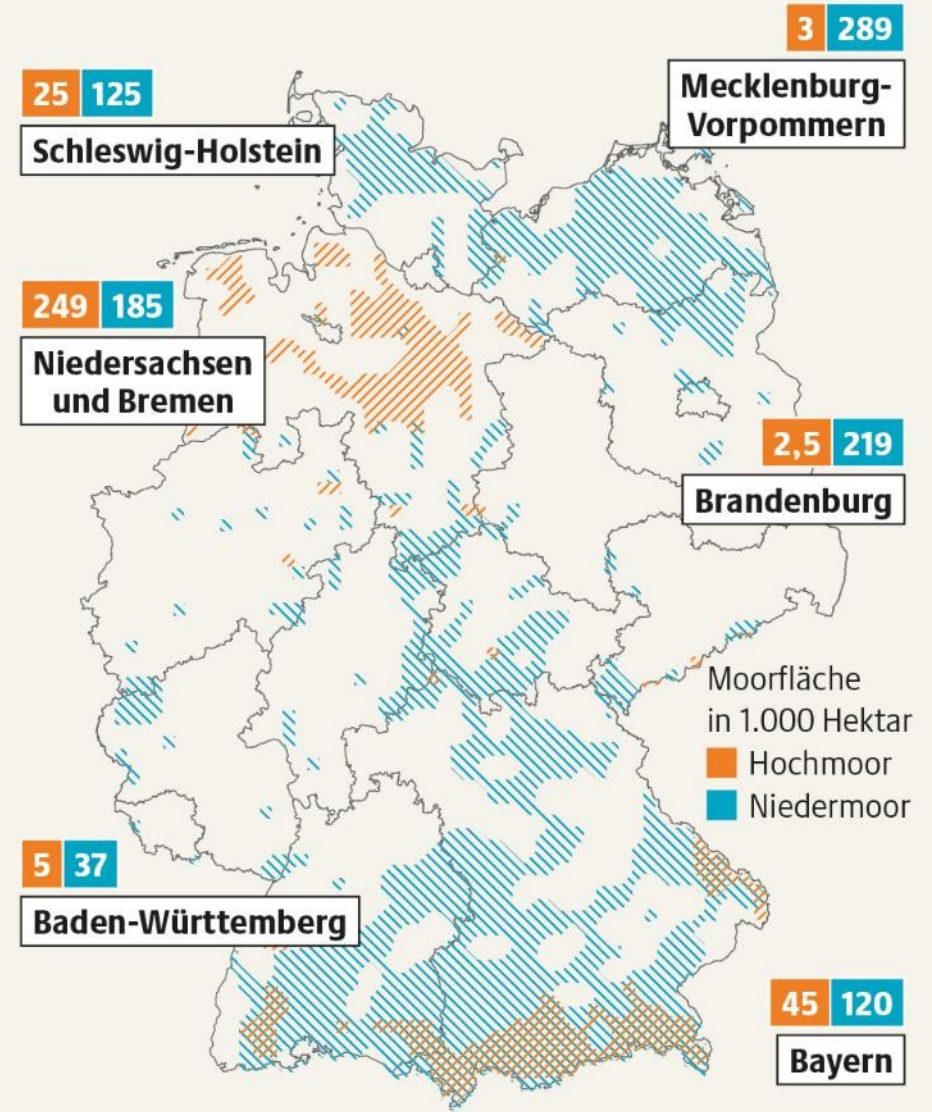 3 289
Mecklenburg-
Vorpommern
25 125
Schleswig-Holstein
249 185
Niedersachsen
und Bremen
2,5 219
Brandenburg
Moorfläche
in 1.000 Hektar
Hochmoor
Niedermoor
5 37
Baden-Württemberg
45 120
Bayern